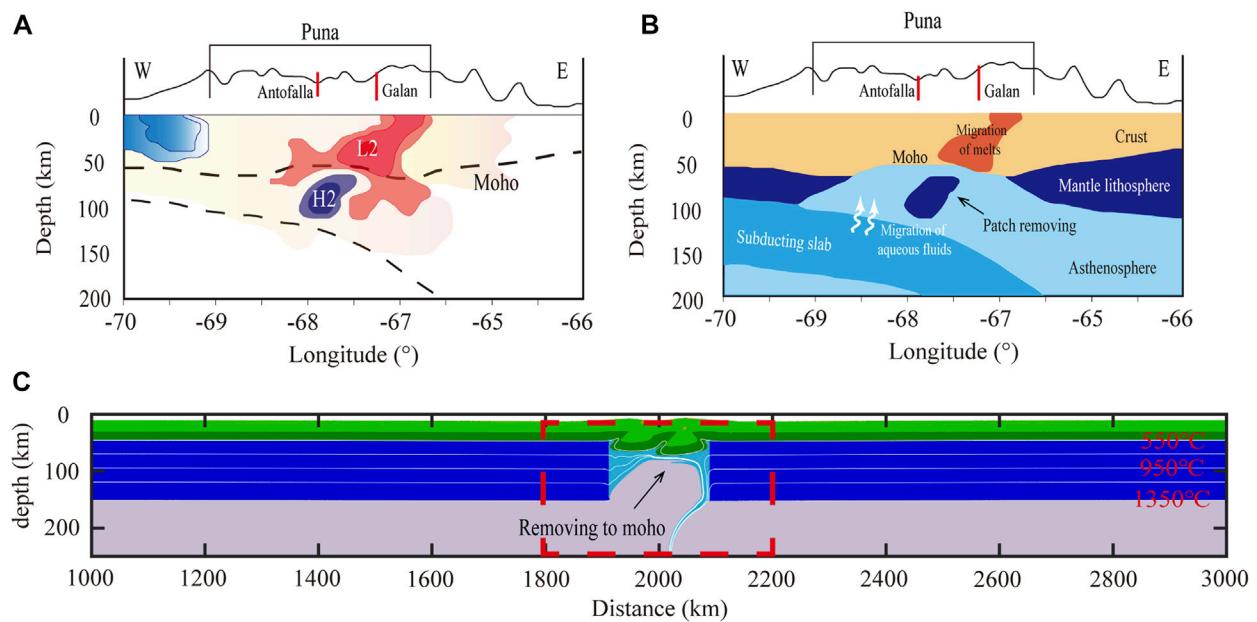 A
Puna
W
E
Antofalla
Galan
0
50
100
150
200
Depth (km)
L2
H2
Moho
-70
-69
-68
-67
-65
-66
Longitude (°)
B
Puna
W
E
Antofalla
Galan
0
50
100
150
200
Depth (km)
Migration
of melts
Crust
Moho
Mantle lithosphere
Patch removing
Migration of
aqueous fluids
Subducting slab
Asthenosphere
-70
-69
-68
-67
-65
-66
Longitude (°)
C
0
100
200
depth (km)
550°C
950°C
1350°C
Removing to moho
1000
1200
1400
1600
1800
2000
2200
2400
2600
2800
3000
Distance (km)